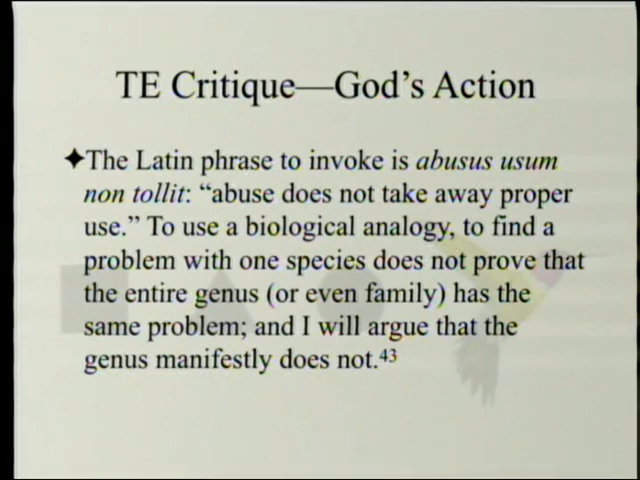 TE Critique—God's Action
✦The Latin phrase to invoke is abusus usum
non tollit: “abuse does not take away proper
use.” To use a biological analogy, to find a
problem with one species does not prove that
the entire genus (or even family) has the
same problem; and I will argue that the
genus manifestly does not.43